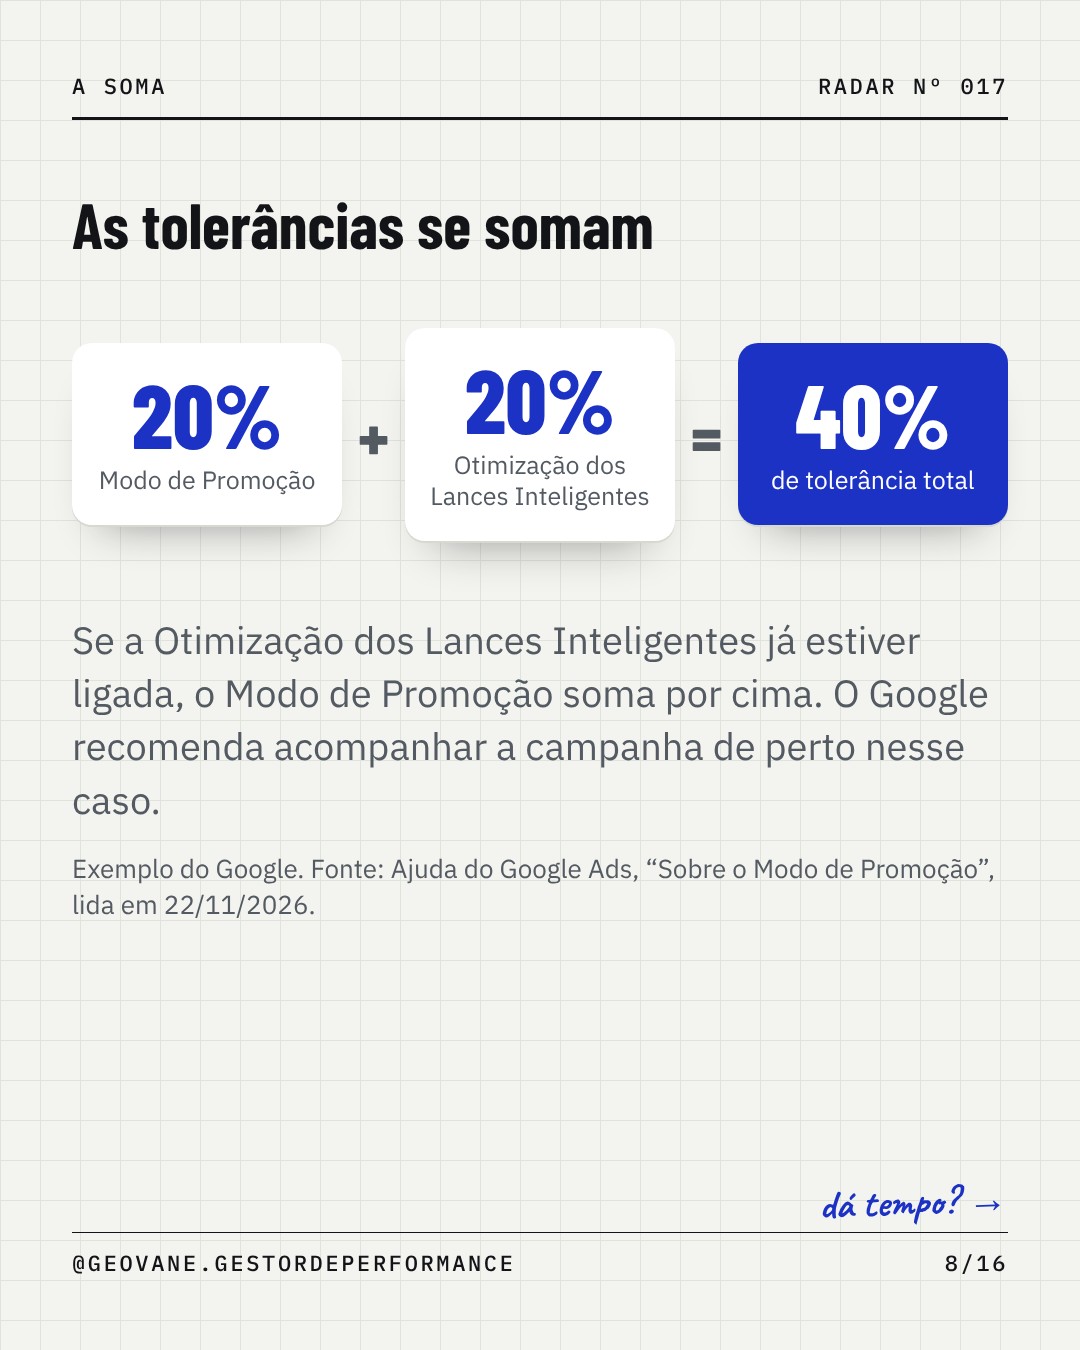 A SOMA
RADAR Nº 017
As tolerâncias se somam
20%
Modo de Promoção
+
20%
Otimização dos
Lances Inteligentes
=
40%
de tolerância total
Se a Otimização dos Lances Inteligentes já estiver
ligada, o Modo de Promoção soma por cima. O Google
recomenda acompanhar a campanha de perto nesse
caso.
Exemplo do Google. Fonte: Ajuda do Google Ads, “Sobre o Modo de Promoção”,
lida em 22/11/2026.
dá tempo? →
@GEOVANE.GESTORDEPERFORMANCE
8/16